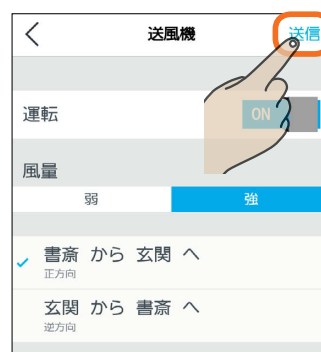 送風機 送信
運転 ON
風量
弱 強
書斎 から 玄関 へ
正方向
玄関 から 書斎 へ
逆方向